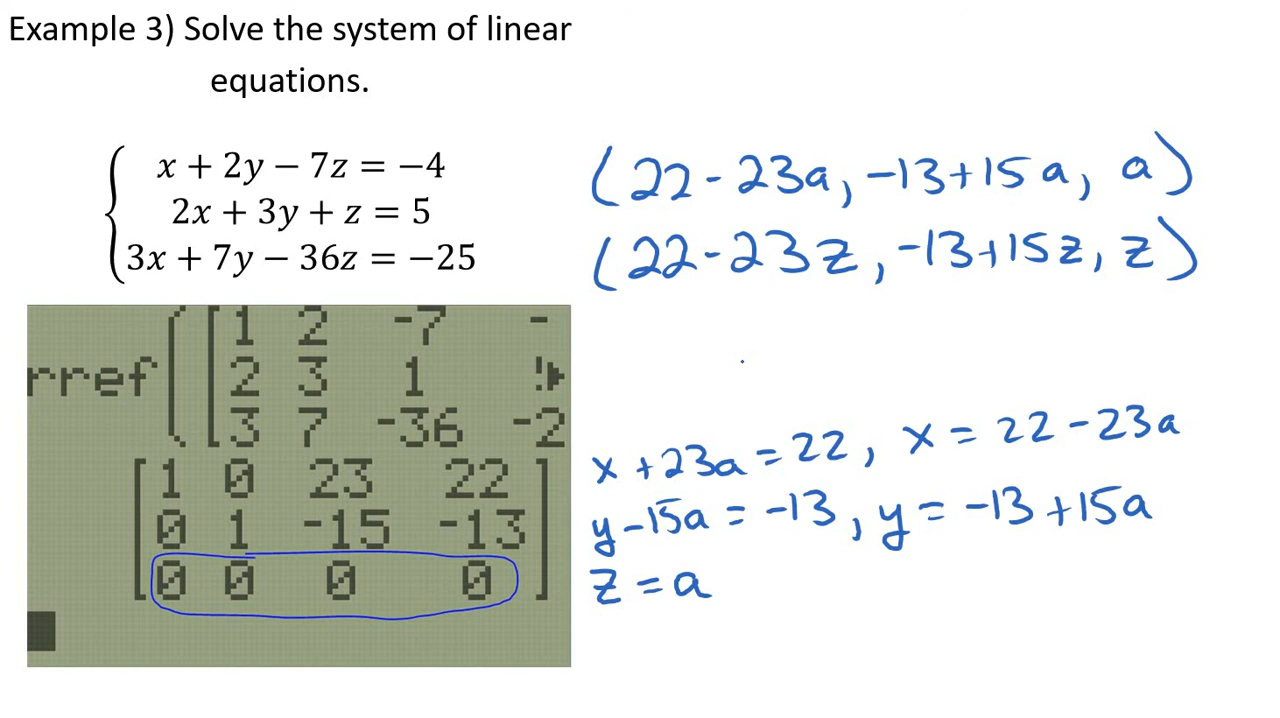 Example 3) Solve the system of linear
equations.
x + 2y − 7z = −4
2x + 3y + z = 5
3x + 7y − 36z = −25
(22-23a, -13+15a, a)
(22-23z, -13+15z, z)
rref([[1 2 -7 -
2 3 1
3 7 -36 -2
[1 0 23 22]
0 1 -15 -13
[0 0 0 0]
x+23a=22, x=22-23a
y-15a=-13, y=-13+15a
z=a